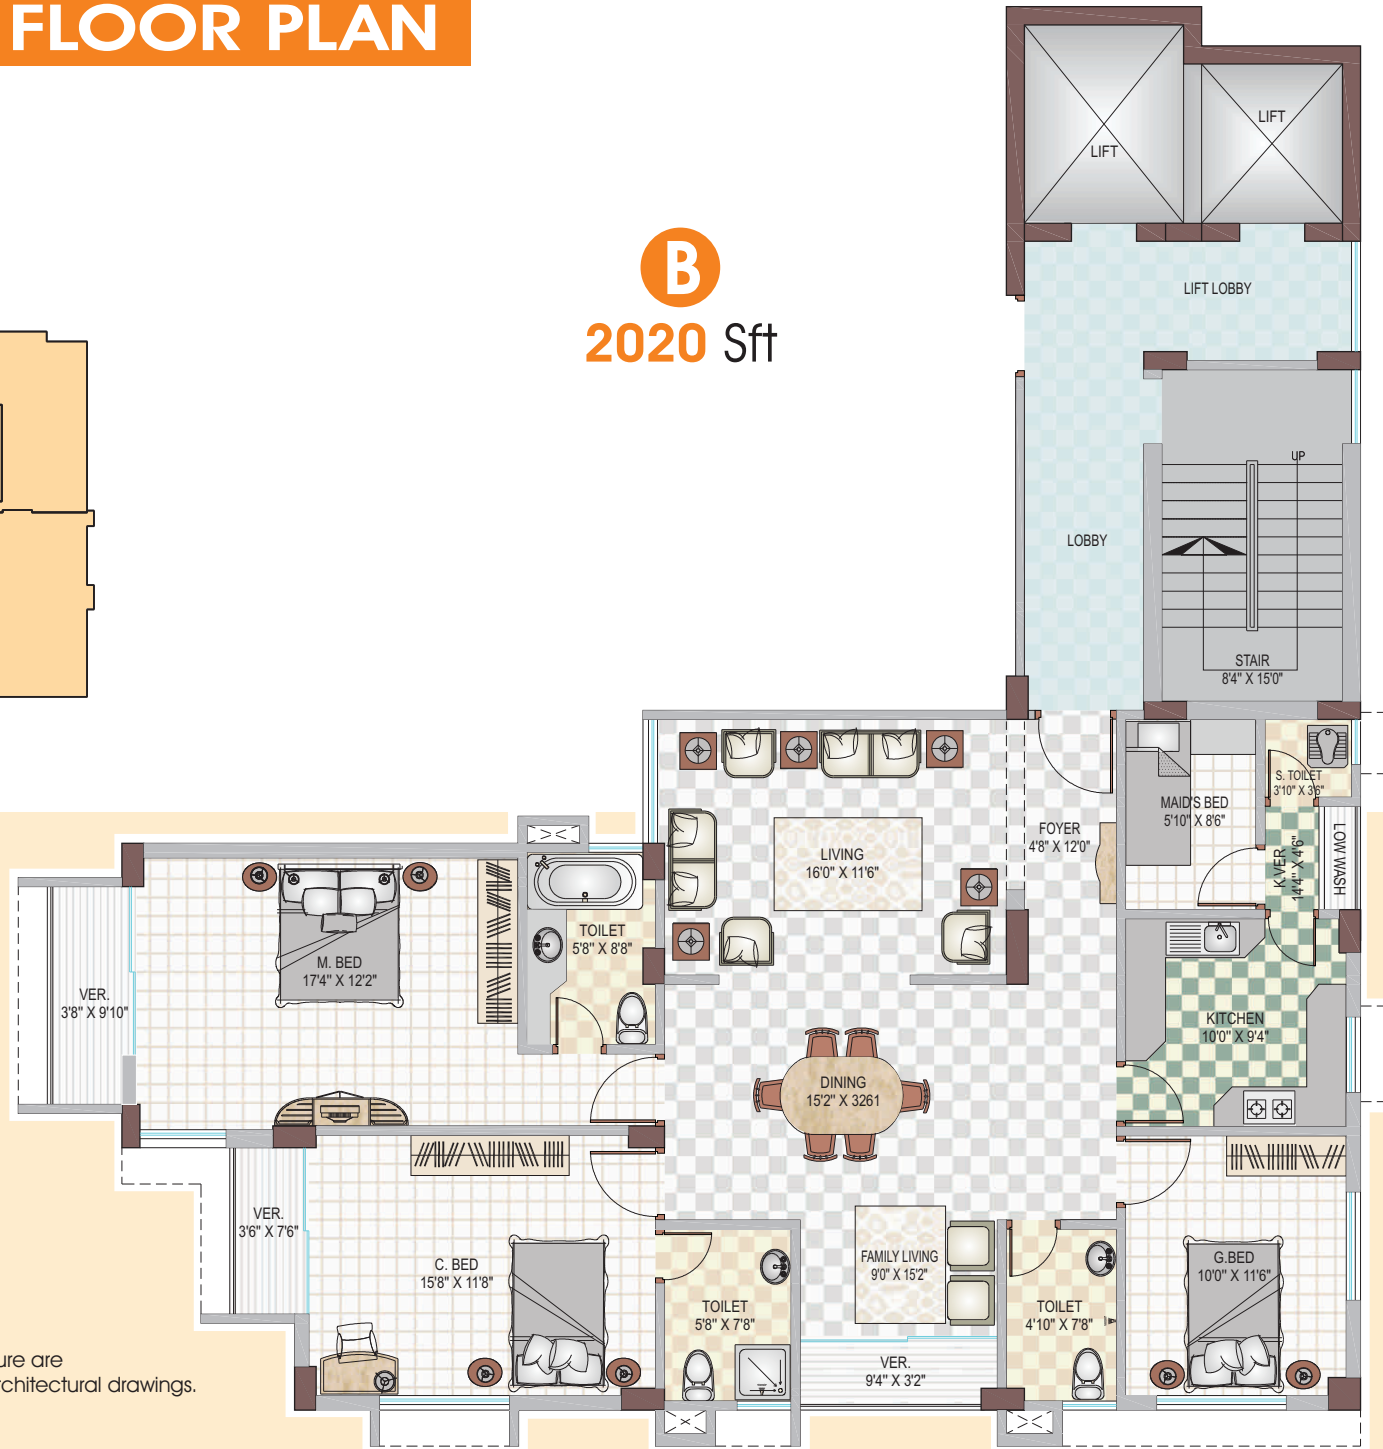 FLOOR PLAN
B
2020 Sft
LIFT
LIFT
LIFT LOBBY
UP
LOBBY
STAIR
8'4" X 15'0"
S. TOILET
3'10" X 3'6"
MAID'S BED
5'10" X 8'6"
FOYER
4'8" X 12'0"
LIVING
16'0" X 11'6"
K.VER
14'4" X 4'6"
LOW WASH
TOILET
5'8" X 8'8"
M. BED
17'4" X 12'2"
VER.
3'8" X 9'10"
KITCHEN
10'0" X 9'4"
DINING
15'2" X 3261
VER.
3'6" X 7'6"
C. BED
15'8" X 11'8"
FAMILY LIVING
9'0" X 15'2"
G.BED
10'0" X 11'6"
TOILET
5'8" X 7'8"
TOILET
4'10" X 7'8"
VER.
9'4" X 3'2"
ure are
rchitectural drawings.